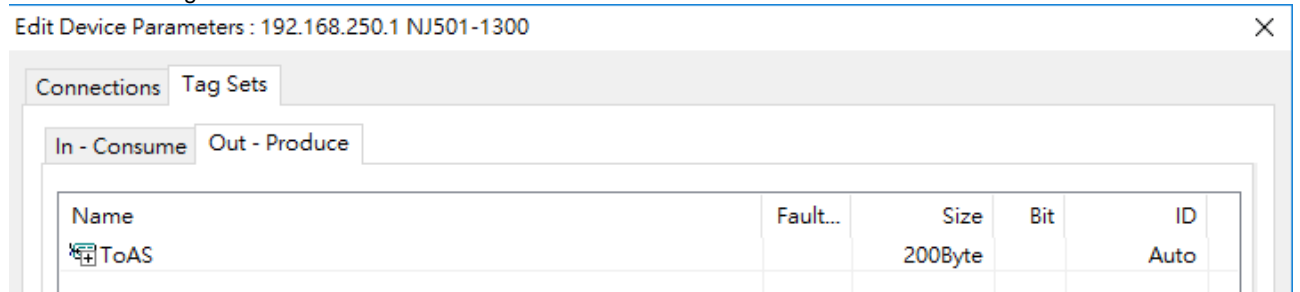 Edit Device Parameters : 192.168.250.1 NJ501-1300
Connections Tag Sets
In - Consume Out - Produce
Name Fault... Size Bit ID
ToAS 200Byte Auto